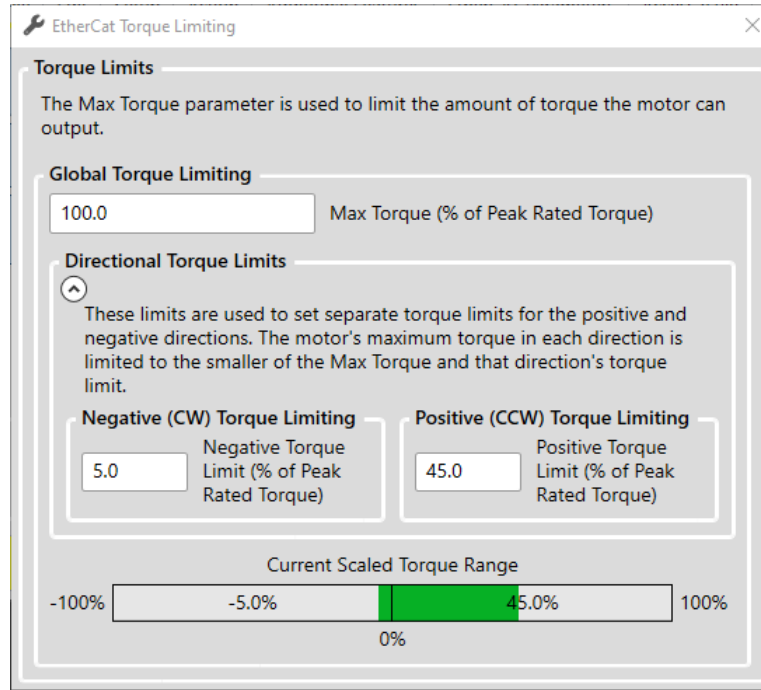 EtherCat Torque Limiting
Torque Limits
The Max Torque parameter is used to limit the amount of torque the motor can
output.
Global Torque Limiting
100.0 Max Torque (% of Peak Rated Torque)
Directional Torque Limits
These limits are used to set separate torque limits for the positive and
negative directions. The motor's maximum torque in each direction is
limited to the smaller of the Max Torque and that direction's torque
limit.
Negative (CW) Torque Limiting
5.0
Negative Torque
Limit (% of Peak
Rated Torque)
Positive (CCW) Torque Limiting
45.0
Positive Torque
Limit (% of Peak
Rated Torque)
Current Scaled Torque Range
-100% -5.0% 45.0% 100%
0%